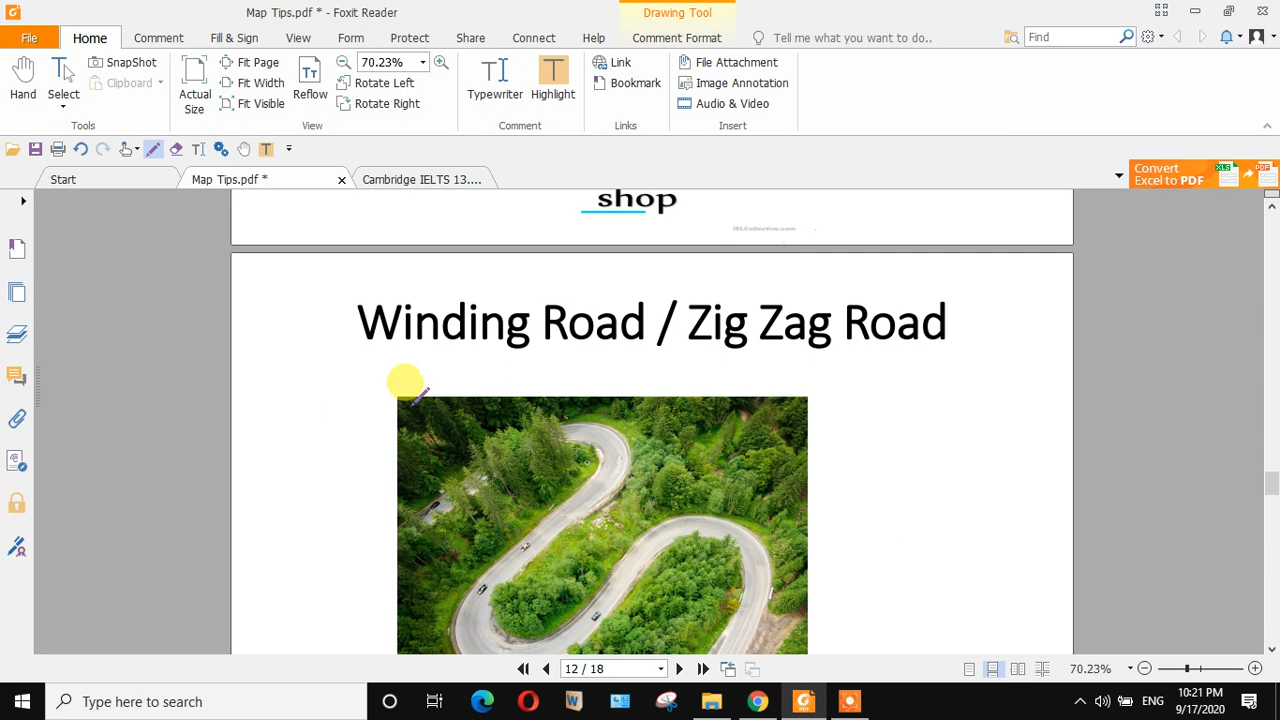 Map Tips.pdf * - Foxit Reader
Drawing Tool
File
Home
Comment
Fill & Sign
View
Form
Protect
Share
Connect
Help
Comment Format
Tell me what you want to do..
Find
Hand
Select
SnapShot
Clipboard
Tools
Actual
Size
Fit Page
Fit Width
Fit Visible
Reflow
70.23%
Rotate Left
Rotate Right
View
Typewriter
Highlight
Comment
Link
Bookmark
Links
File Attachment
Image Annotation
Audio & Video
Insert
Start
Map Tips.pdf *
Cambridge IELTS 13....
Convert
Excel to PDF
XLS
PDF
shop
Winding Road / Zig Zag Road
12 / 18
70.23%
Type here to search
ENG
10:21 PM
9/17/2020